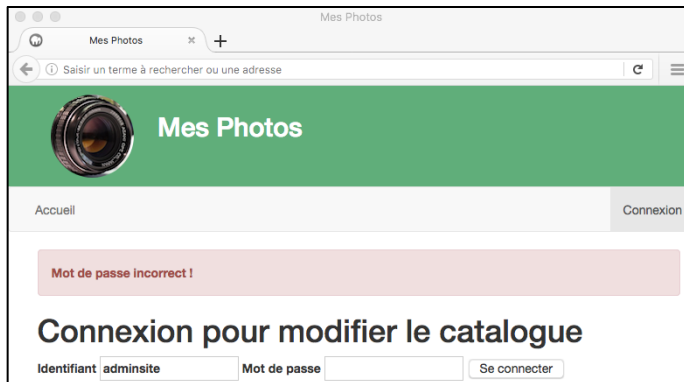 Mes Photos
Mes Photos
Saisir un terme à rechercher ou une adresse
Mes Photos
Accueil Connexion
Mot de passe incorrect !
Connexion pour modifier le catalogue
Identifiant adminsite Mot de passe Se connecter